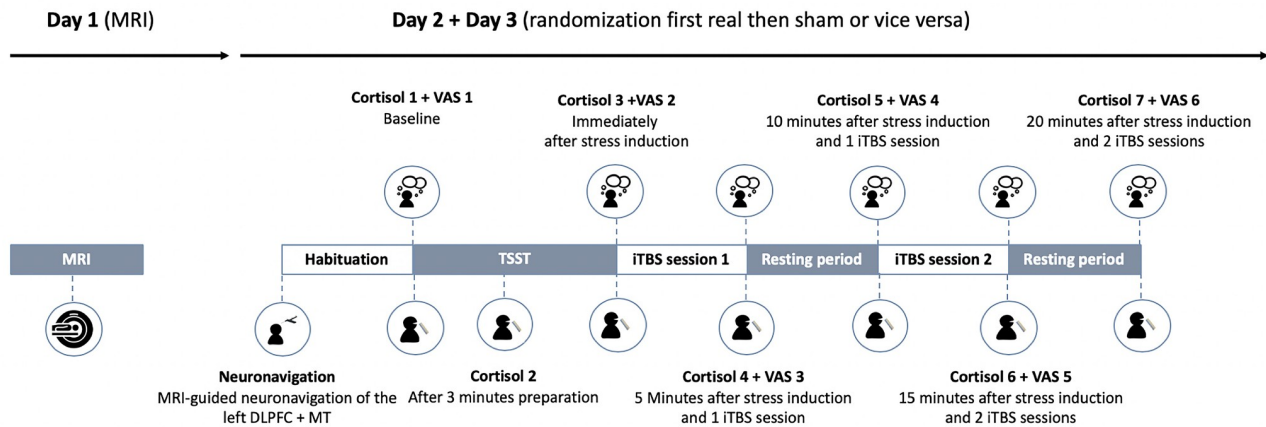 Day 1 (MRI)
Day 2 + Day 3 (randomization first real then sham or vice versa)
Cortisol 1 + VAS 1
Baseline
Cortisol 3 +VAS 2
Immediately
after stress induction
Cortisol 5 + VAS 4
10 minutes after stress induction
and 1 iTBS session
Cortisol 7 + VAS 6
20 minutes after stress induction
and 2 iTBS sessions
MRI
Habituation
TSST
iTBS session 1
Resting period
iTBS session 2
Resting period
Neuronavigation
MRI-guided neuronavigation of the
left DLPFC + MT
Cortisol 2
After 3 minutes preparation
Cortisol 4 + VAS 3
5 Minutes after stress induction
and 1 iTBS session
Cortisol 6 + VAS 5
15 minutes after stress induction
and 2 iTBS sessions